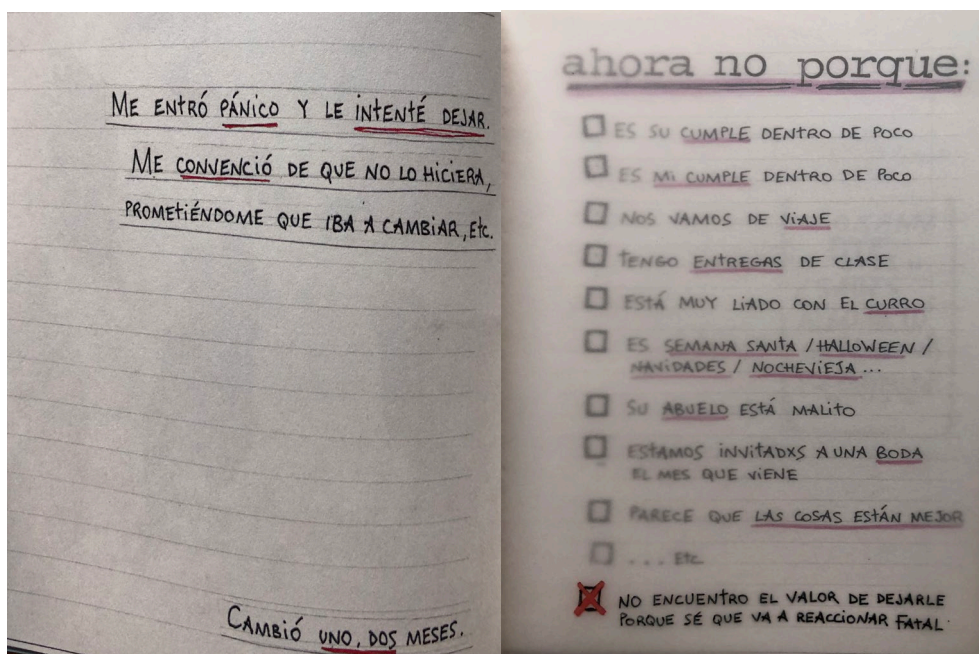 ME ENTRÓ PÁNICO Y LE INTENTÉ DEJAR.
ME CONVENCIÓ DE QUE NO LO HICIERA,
PROMETIÉNDOME QUE IBA A CAMBIAR, Etc.
CAMBIÓ UNO, DOS MESES.
ahora no porque:
ES SU CUMPLE DENTRO DE POCO
ES MI CUMPLE DENTRO DE POCO
NOS VAMOS DE VIAJE
TENGO ENTREGAS DE CLASE
ESTÁ MUY LIADO CON EL CURRO
ES SEMANA SANTA / HALLOWEEN /
NAVIDADES / NOCHEVIEJA ...
SU ABUELO ESTÁ MALITO
ESTAMOS INVITADXS A UNA BODA
EL MES QUE VIENE
PARECE QUE LAS COSAS ESTÁN MEJOR
... Etc.
NO ENCUENTRO EL VALOR DE DEJARLE
PORQUE SÉ QUE VA A REACCIONAR FATAL.